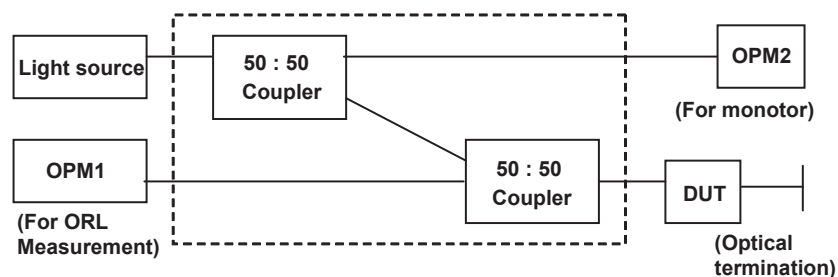 Light source
50 : 50
Coupler
OPM2
(For monotor)
OPM1
(For ORL
Measurement)
50 : 50
Coupler
DUT
(Optical
termination)